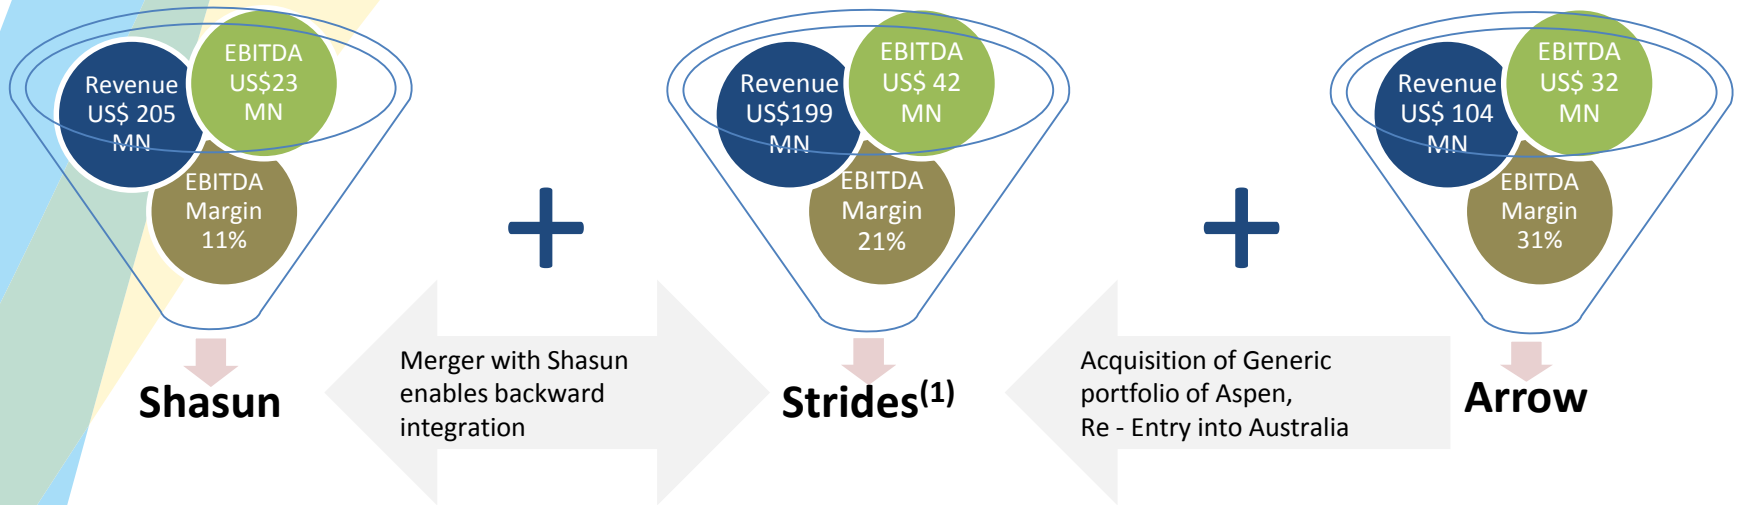 EBITDA
US$23
MN
Revenue
US$ 205
MN
EBITDA
Margin
11%
EBITDA
US$ 42
MN
Revenue
US$199
MN
EBITDA
Margin
21%
EBITDA
US$ 32
MN
Revenue
US$ 104
MN
EBITDA
Margin
31%
+
+
Merger with Shasun
enables backward
integration
Acquisition of Generic
portfolio of Aspen,
Re - Entry into Australia
Shasun
Strides(1)
Arrow